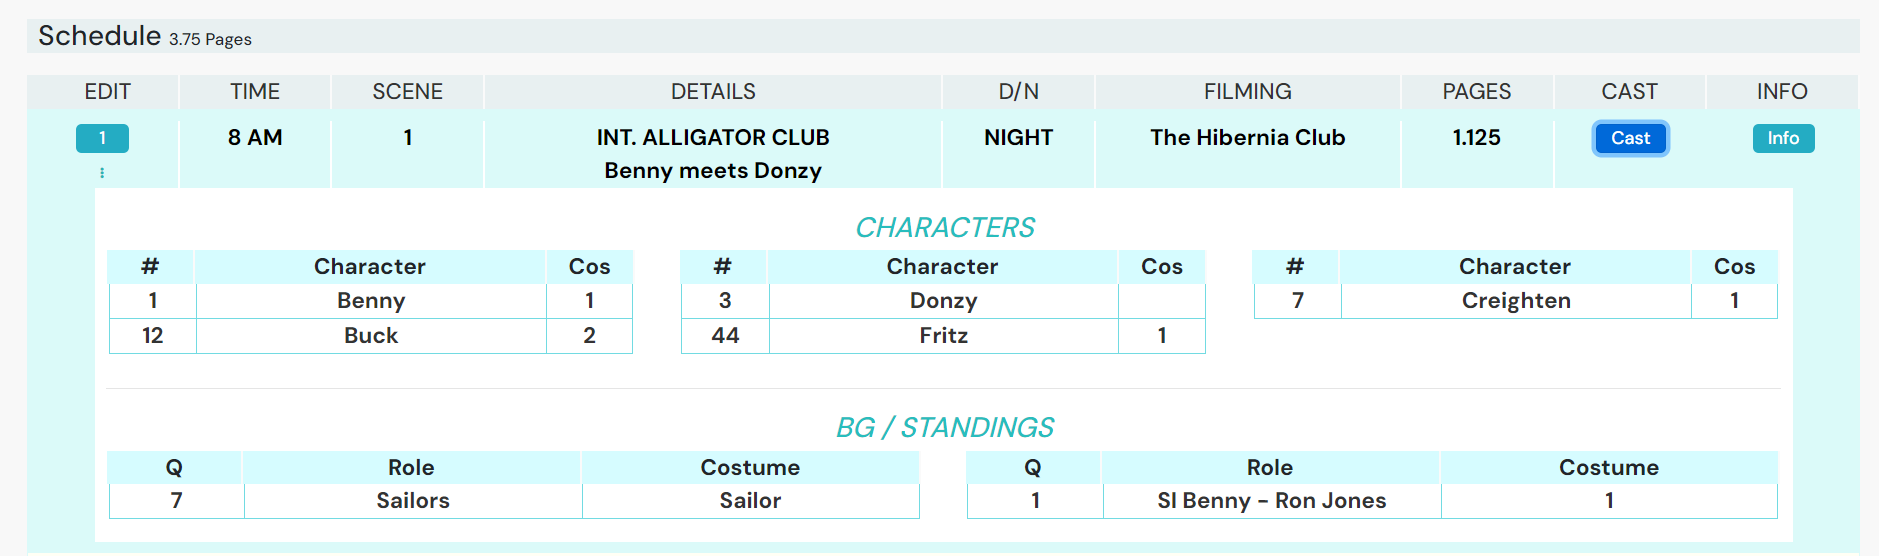 Schedule 3.75 Pages
EDIT TIME SCENE DETAILS D/N FILMING PAGES CAST INFO
1 8 AM 1 INT. ALLIGATOR CLUB NIGHT The Hibernia Club 1.125 Cast Info
Benny meets Donzy
CHARACTERS
# Character Cos # Character Cos # Character Cos
1 Benny 1 3 Donzy 7 Creighten 1
12 Buck 2 44 Fritz 1
BG / STANDINGS
Q Role Costume Q Role Costume
7 Sailors Sailor 1 SI Benny - Ron Jones 1